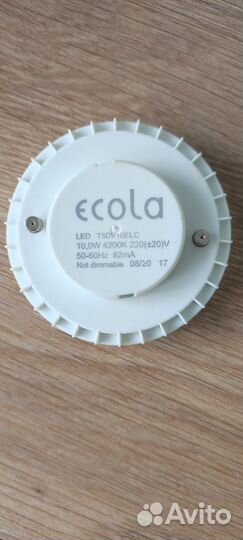 ecola
LED T5DV10ELC
10,0W 4200K 220(±20)V
50-60Hz 82mA
Not dimmable 08/20 17
Avito